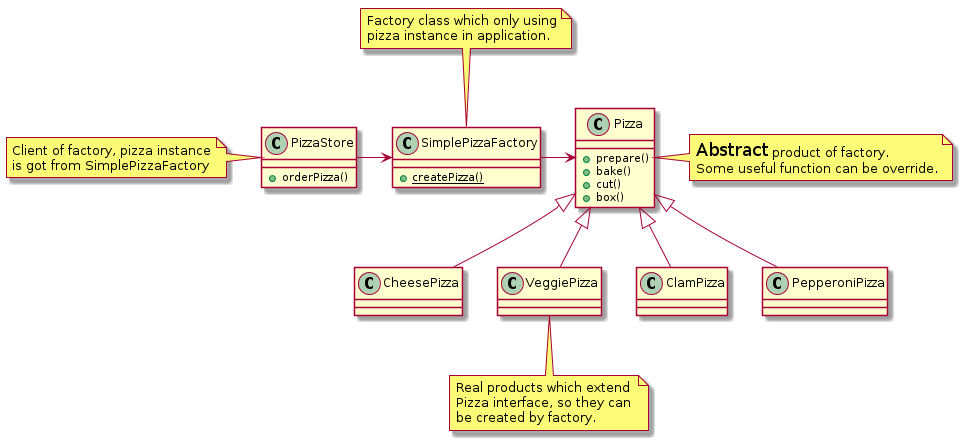 Factory class which only using
pizza instance in application.
Client of factory, pizza instance
is got from SimplePizzaFactory
C PizzaStore
orderPizza()
C SimplePizzaFactory
createPizza()
C Pizza
prepare()
bake()
cut()
box()
Abstract product of factory.
Some useful function can be override.
C CheesePizza
C VeggiePizza
C ClamPizza
C PepperoniPizza
Real products which extend
Pizza interface, so they can
be created by factory.